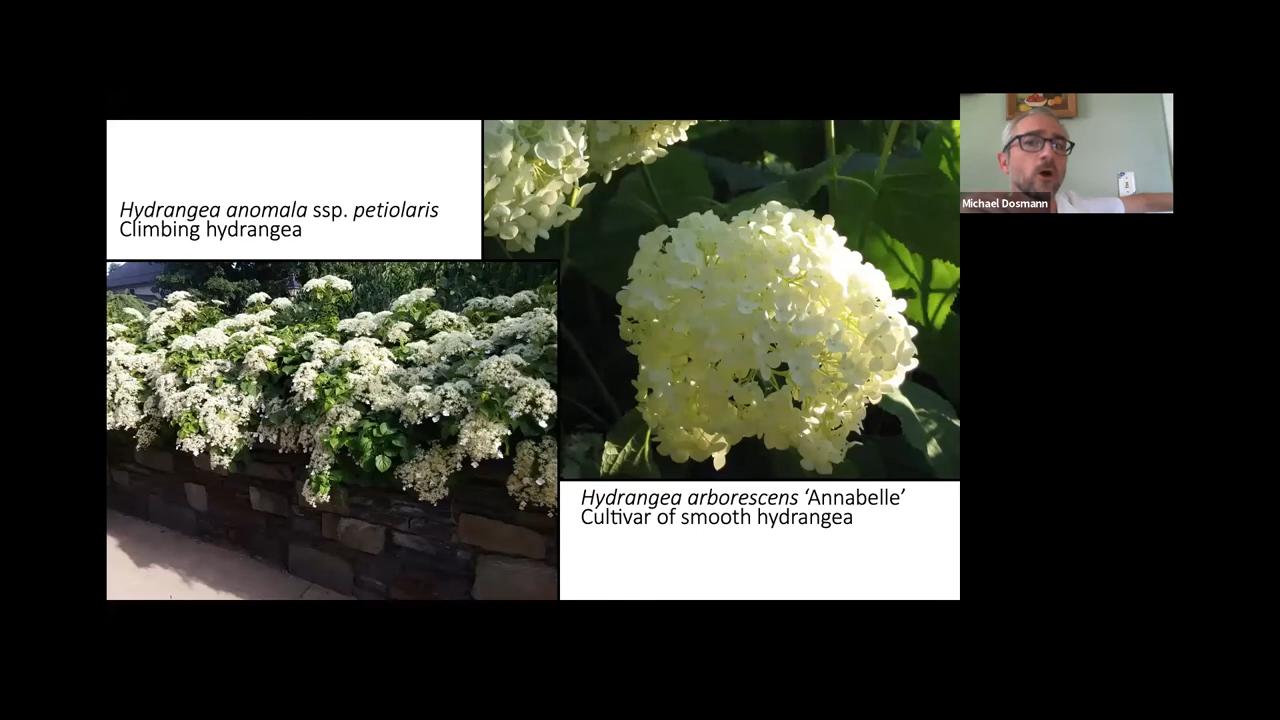 Hydrangea anomala ssp. petiolaris
Climbing hydrangea
Michael Dosmann
Hydrangea arborescens ‘Annabelle’
Cultivar of smooth hydrangea